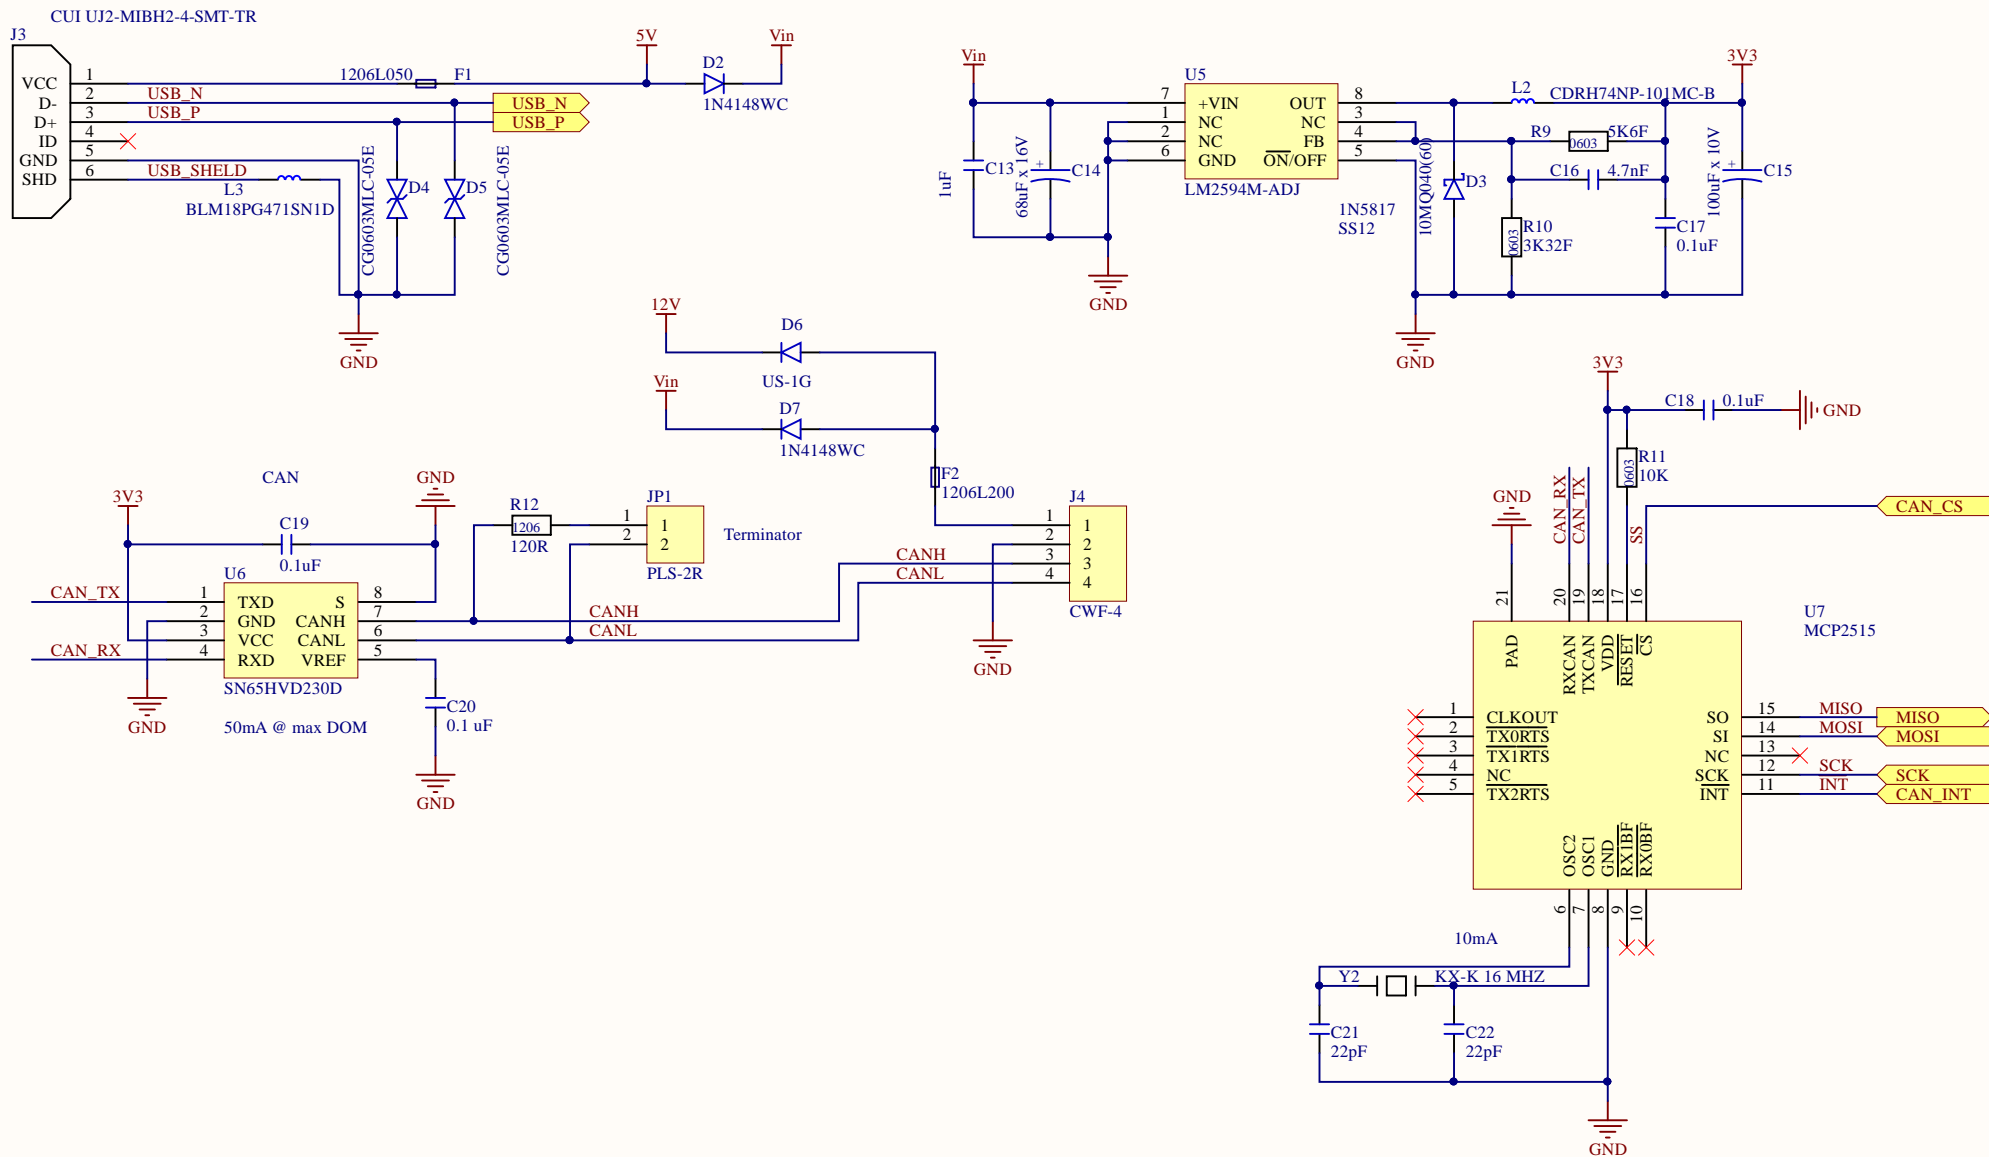 CUI UJ2-MIBH2-4-SMT-TR
J3
VCC 1
D- 2
D+ 3
ID 4
GND 5
SHD 6
1206L050 F1
USB_N
USB_P
USB_SHELD
L3
BLM18PG471SN1D
USB_N
USB_P
5V
D2
1N4148WC
Vin
D4
CG0603MLC-05E
D5
CG0603MLC-05E
GND
Vin
C13
1uF
C14
68uF x 16V
+
GND
U5
7 +VIN OUT 8
1 NC NC 3
2 NC FB 4
6 GND ON/OFF 5
LM2594M-ADJ
1N5817
SS12
10MQ040(60)
D3
L2
CDRH74NP-101MC-B
3V3
R9 0603 5K6F
C16 4.7nF
R10
0603
3K32F
C17
0.1uF
100uF x 10V
+
C15
GND
12V
D6
US-1G
Vin
D7
1N4148WC
F2
1206L200
J4
1 1
2 2
3 3
4 4
CWF-4
CANH
CANL
GND
CAN
3V3
GND
C19
0.1uF
U6
CAN_TX 1 TXD S 8
2 GND CANH 7
3 VCC CANL 6
CAN_RX 4 RXD VREF 5
SN65HVD230D
50mA @ max DOM
GND
C20
0.1 uF
GND
R12
1206
120R
JP1
1 1
2 2
PLS-2R
Terminator
CANH
CANL
3V3
C18 0.1uF
GND
R11
0603
10K
GND
CAN_RX
CAN_TX
SS
CAN_CS
21 20 19 18 17 16
PAD RXCAN TXCAN VDD RESET CS
U7
MCP2515
1 CLKOUT
2 TX0RTS
3 TX1RTS
4 NC
5 TX2RTS
SO 15 MISO MISO
SI 14 MOSI MOSI
NC 13
SCK 12 SCK SCK
INT 11 INT CAN_INT
OSC2 OSC1 GND RX1BF RX0BF
6 7 8 9 10
10mA
Y2 KX-K 16 MHZ
C21
22pF
C22
22pF
GND